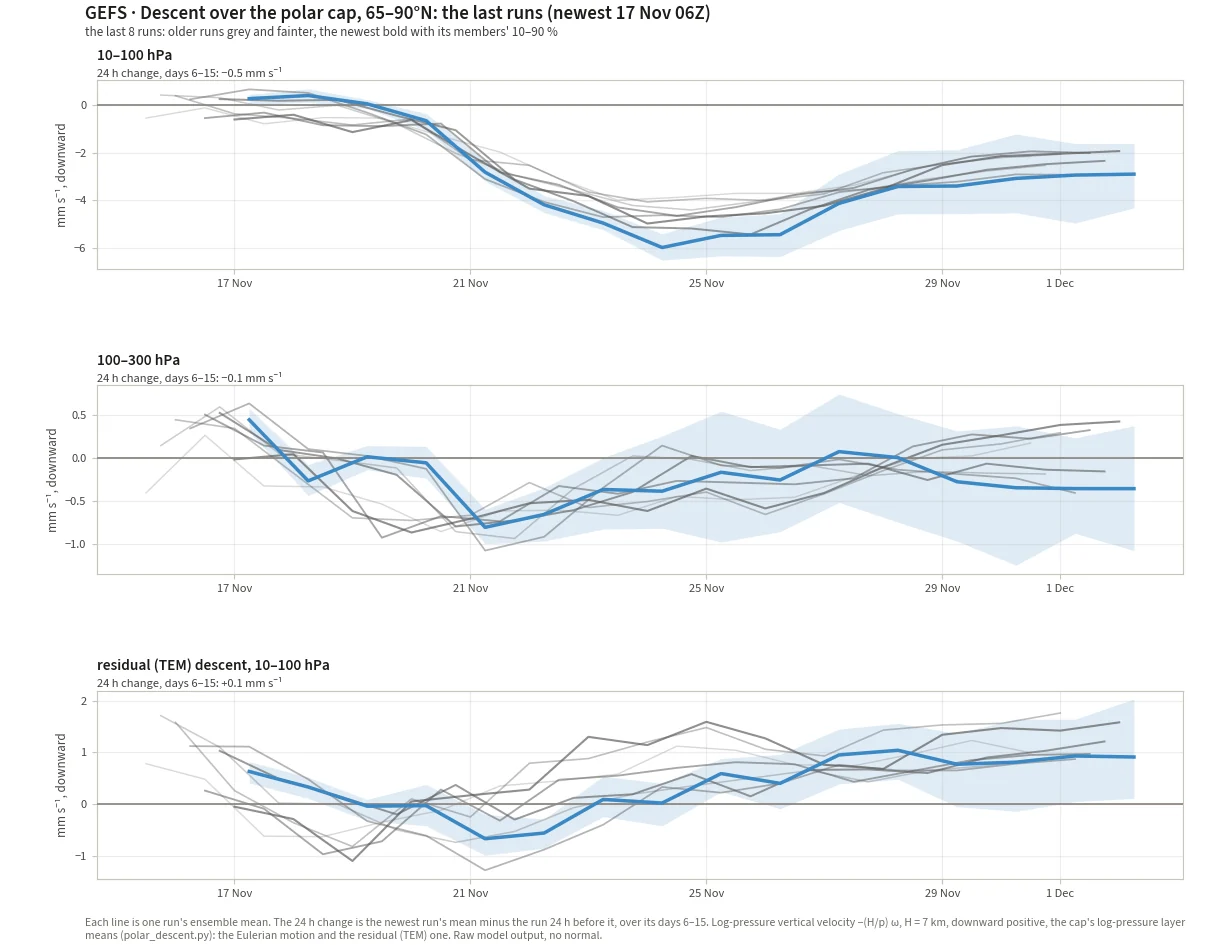 GEFS · Descent over the polar cap, 65–90°N: the last runs (newest 17 Nov 06Z)
the last 8 runs: older runs grey and fainter, the newest bold with its members' 10–90 %
10–100 hPa
24 h change, days 6–15: −0.5 mm s⁻¹
mm s⁻¹, downward
0
−2
−4
−6
17 Nov
21 Nov
25 Nov
29 Nov
1 Dec
100–300 hPa
24 h change, days 6–15: −0.1 mm s⁻¹
mm s⁻¹, downward
0.5
0.0
−0.5
−1.0
17 Nov
21 Nov
25 Nov
29 Nov
1 Dec
residual (TEM) descent, 10–100 hPa
24 h change, days 6–15: +0.1 mm s⁻¹
mm s⁻¹, downward
2
1
0
−1
17 Nov
21 Nov
25 Nov
29 Nov
1 Dec
Each line is one run's ensemble mean. The 24 h change is the newest run's mean minus the run 24 h before it, over its days 6–15. Log-pressure vertical velocity −(H/p) ω, H = 7 km, downward positive, the cap's log-pressure layer
means (polar_descent.py): the Eulerian motion and the residual (TEM) one. Raw model output, no normal.